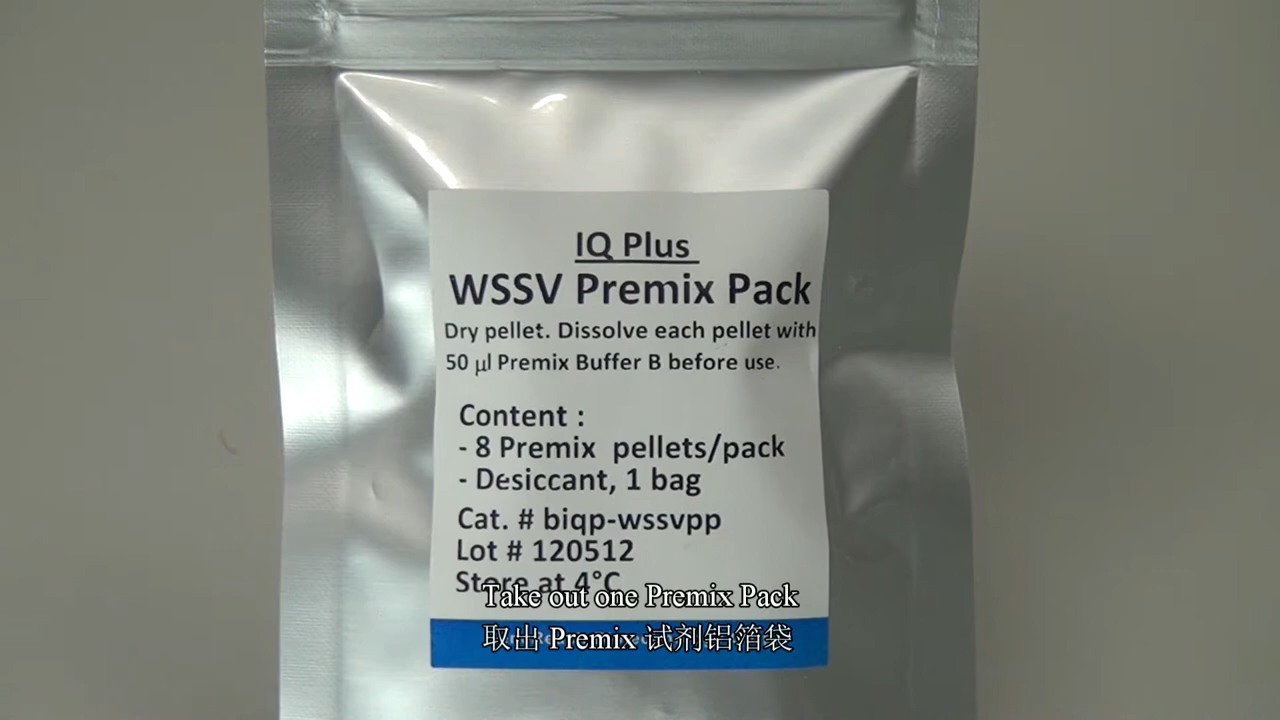 IQ Plus
WSSV Premix Pack
Dry pellet. Dissolve each pellet with
50 µl Premix Buffer B before use.
Content :
- 8 Premix pellets/pack
- Desiccant, 1 bag
Cat. # biqp-wssvpp
Lot # 120512
Store at 4°C
Take out one Premix Pack
取出 Premix 试剂铝箔袋